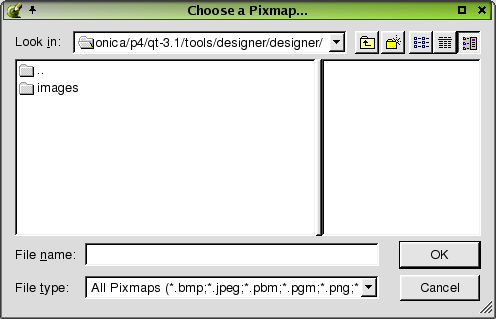 Choose a Pixmap...
Look in: onica/p4/qt-3.1/tools/designer/designer/
..
images
File name:
OK
File type: All Pixmaps (*.bmp;*.jpeg;*.pbm;*.pgm;*.png;*
Cancel